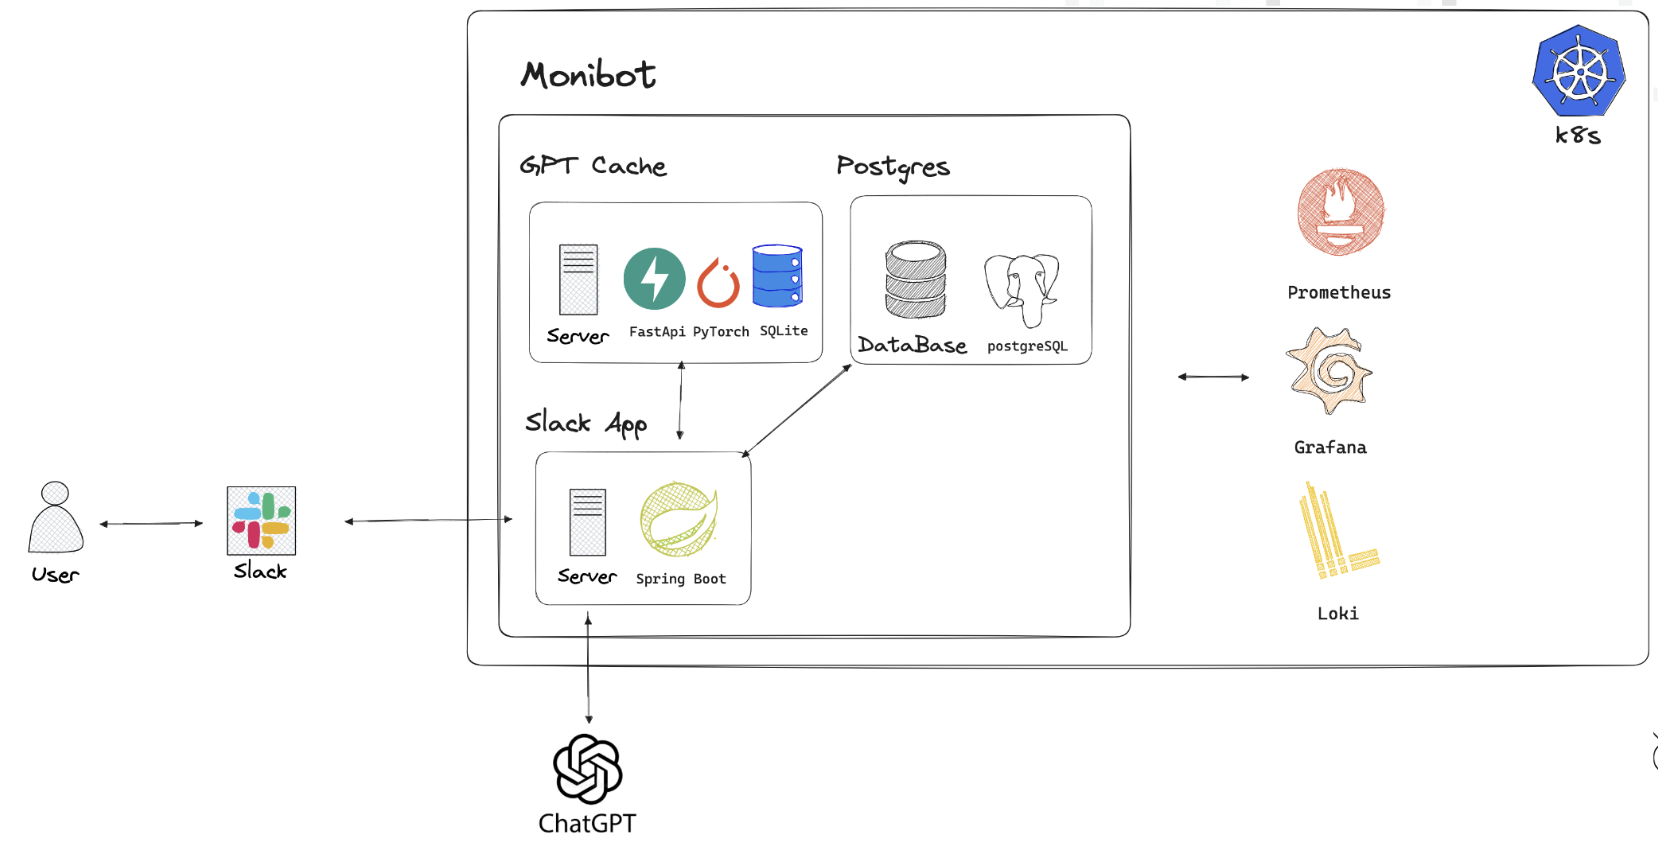 Monibot
k8s
GPT Cache
Postgres
Server
FastApi
PyTorch
SQLite
DataBase
postgreSQL
Slack App
Server
Spring Boot
User
Slack
Prometheus
Grafana
Loki
ChatGPT